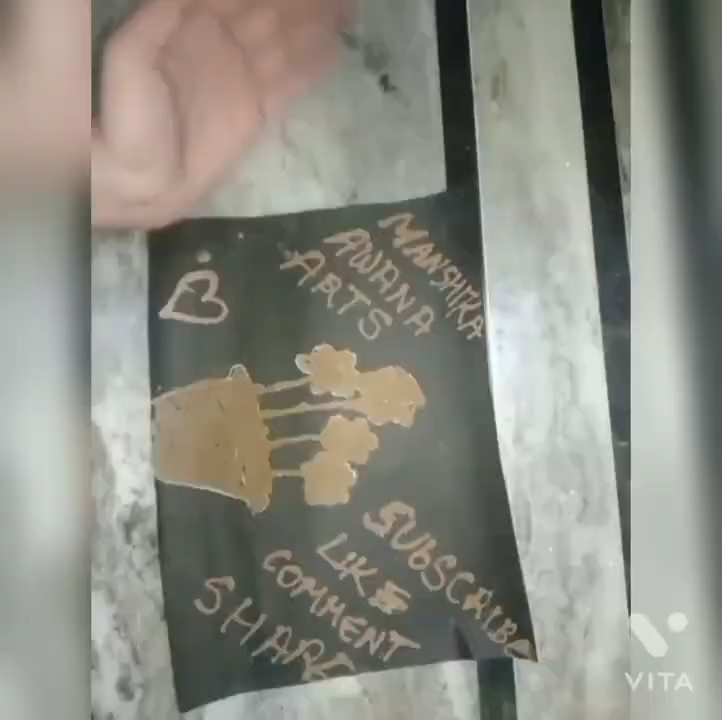 MANSHIKA
AWANA
ARTS
SUBSCRIBE
LIKE
COMMENT
SHARE
VITA